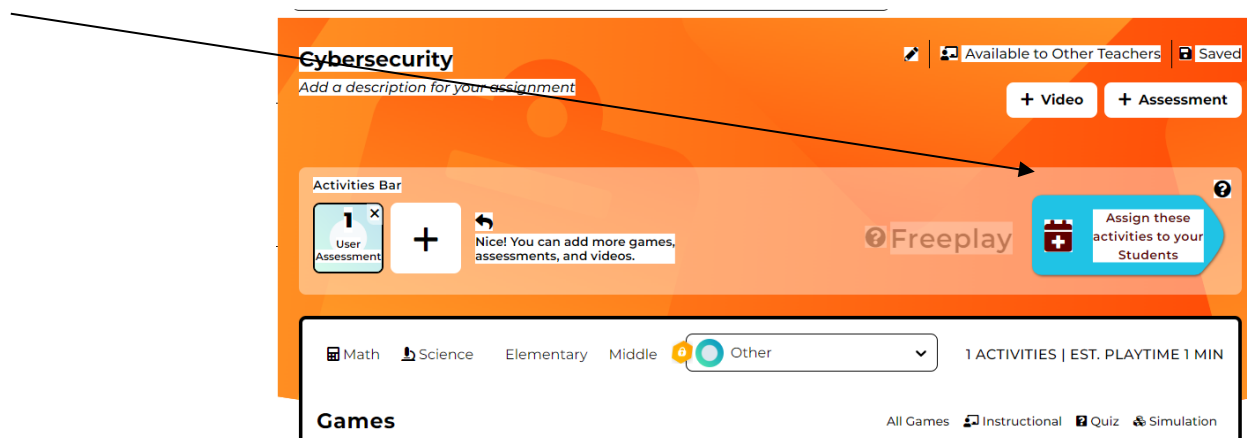 Cybersecurity
Available to Other Teachers
Saved
Add a description for your assignment
+ Video
+ Assessment
Activities Bar
1
User
Assessment
Nice! You can add more games,
assessments, and videos.
Freeplay
Assign these
activities to your
Students
Math
Science
Elementary
Middle
Other
1 ACTIVITIES | EST. PLAYTIME 1 MIN
Games
All Games
Instructional
Quiz
Simulation